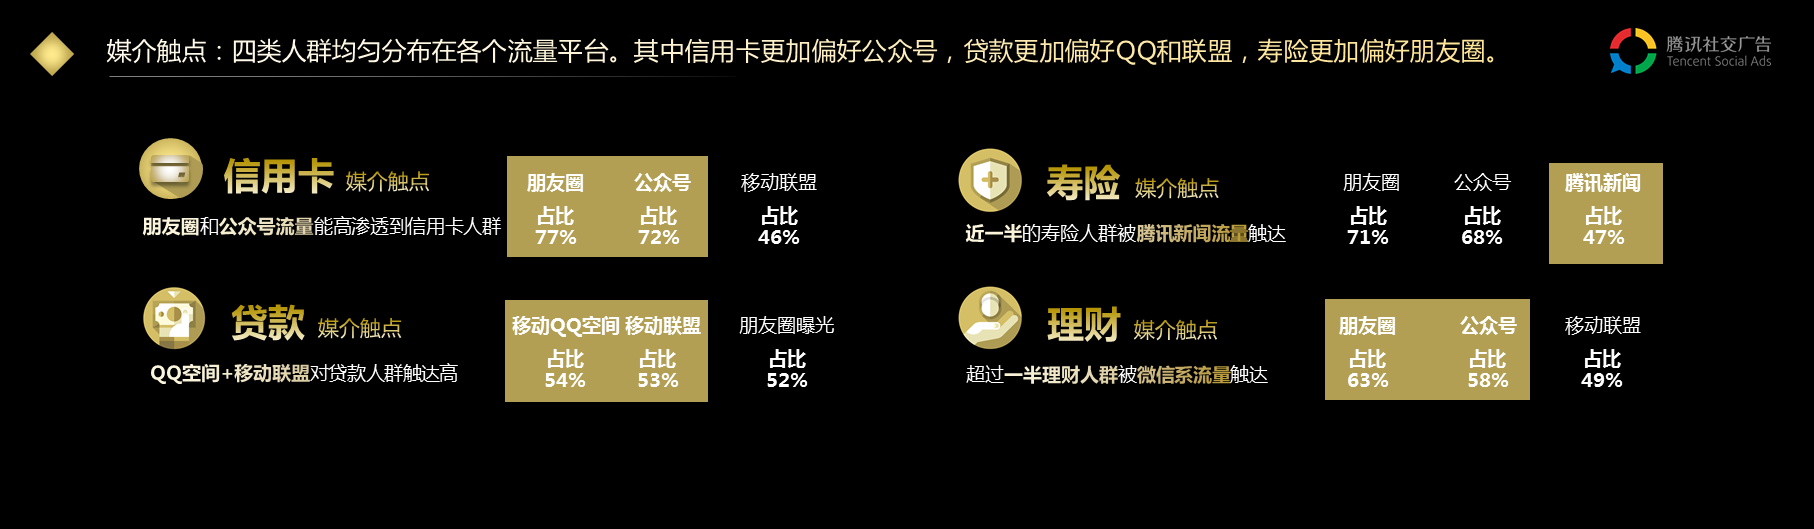 媒介触点：四类人群均匀分布在各个流量平台。其中信用卡更加偏好公众号，贷款更加偏好QQ和联盟，寿险更加偏好朋友圈。
腾讯社交广告
Tencent Social Ads
信用卡 媒介触点
朋友圈和公众号流量能高渗透到信用卡人群
朋友圈 公众号 移动联盟
占比 占比 占比
77% 72% 46%
寿险 媒介触点
近一半的寿险人群被腾讯新闻流量触达
朋友圈 公众号 腾讯新闻
占比 占比 占比
71% 68% 47%
贷款 媒介触点
QQ空间+移动联盟对贷款人群触达高
移动QQ空间 移动联盟 朋友圈曝光
占比 占比 占比
54% 53% 52%
理财 媒介触点
超过一半理财人群被微信系流量触达
朋友圈 公众号 移动联盟
占比 占比 占比
63% 58% 49%